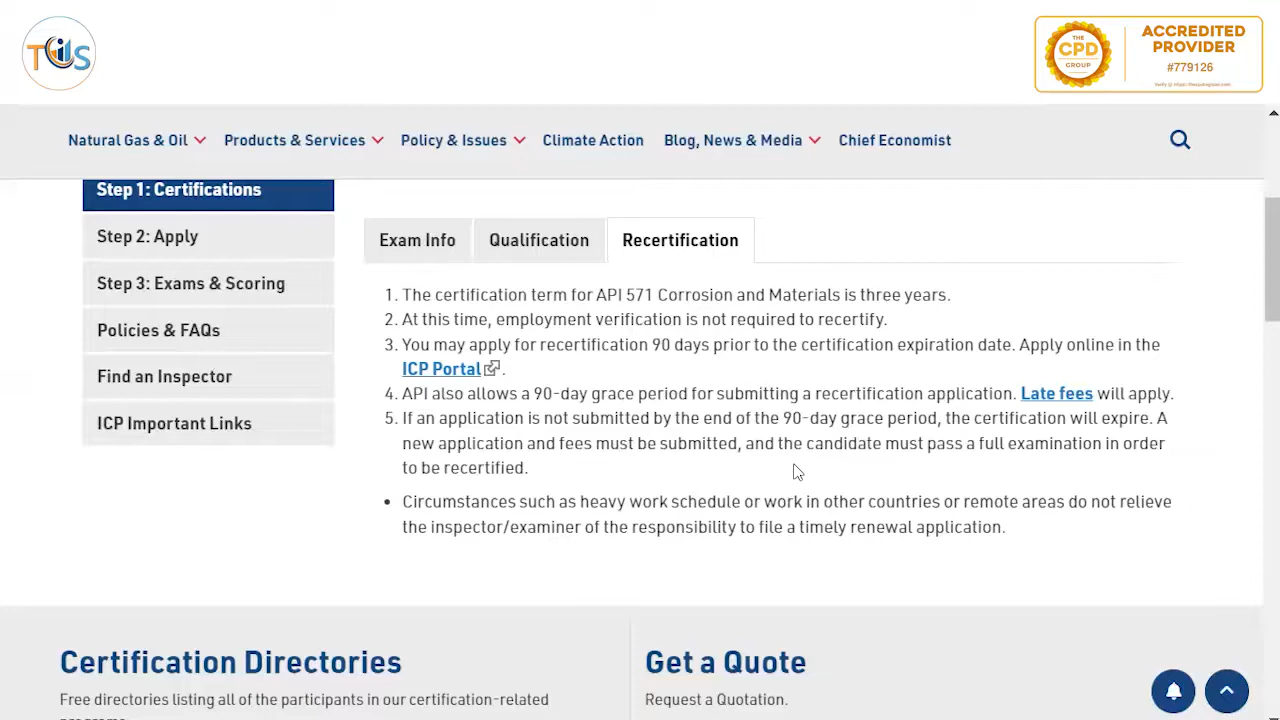 TCIIS
THE
CPD
GROUP
ACCREDITED
PROVIDER
#779126
Natural Gas & Oil
Products & Services
Policy & Issues
Climate Action
Blog, News & Media
Chief Economist
Step 1: Certifications
Step 2: Apply
Step 3: Exams & Scoring
Policies & FAQs
Find an Inspector
ICP Important Links
Exam Info
Qualification
Recertification
1. The certification term for API 571 Corrosion and Materials is three years.
2. At this time, employment verification is not required to recertify.
3. You may apply for recertification 90 days prior to the certification expiration date. Apply online in the
ICP Portal.
4. API also allows a 90-day grace period for submitting a recertification application. Late fees will apply.
5. If an application is not submitted by the end of the 90-day grace period, the certification will expire. A
new application and fees must be submitted, and the candidate must pass a full examination in order
to be recertified.
• Circumstances such as heavy work schedule or work in other countries or remote areas do not relieve
the inspector/examiner of the responsibility to file a timely renewal application.
Certification Directories
Free directories listing all of the participants in our certification-related
Get a Quote
Request a Quotation.